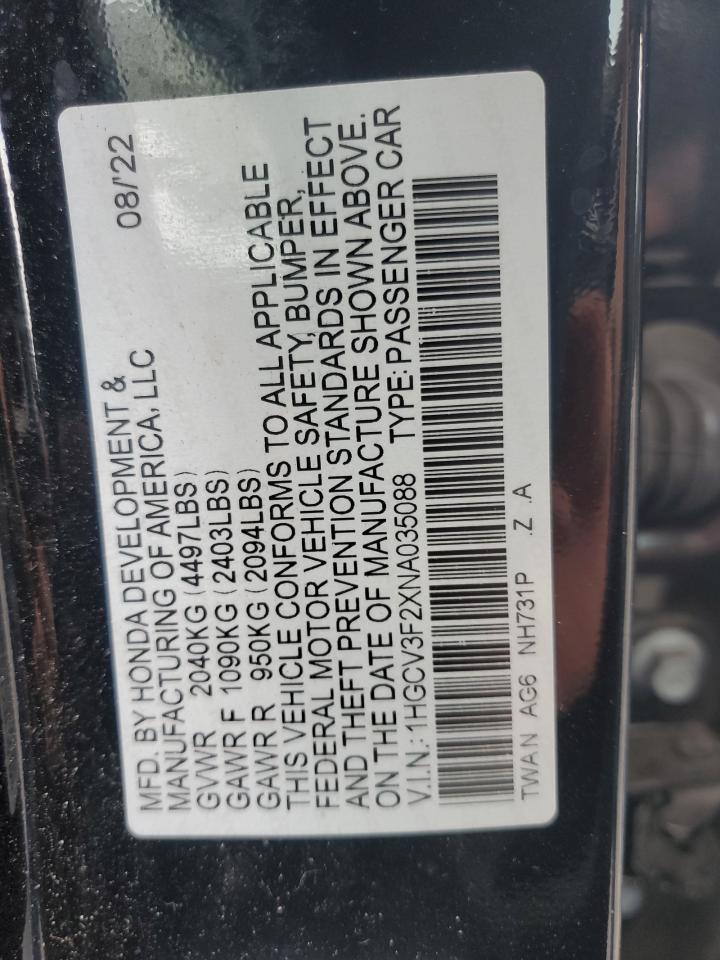 MFD. BY HONDA DEVELOPMENT & 08/'22
MANUFACTURING OF AMERICA, LLC
GVWR 2040KG (4497LBS)
GAWR F 1090KG (2403LBS)
GAWR R 950KG (2094LBS)
THIS VEHICLE CONFORMS TO ALL APPLICABLE
FEDERAL MOTOR VEHICLE SAFETY, BUMPER,
AND THEFT PREVENTION STANDARDS IN EFFECT
ON THE DATE OF MANUFACTURE SHOWN ABOVE.
V.I.N.: 1HGCV3F2XNA035088 TYPE: PASSENGER CAR
TWAN AG6 NH731P .Z .A